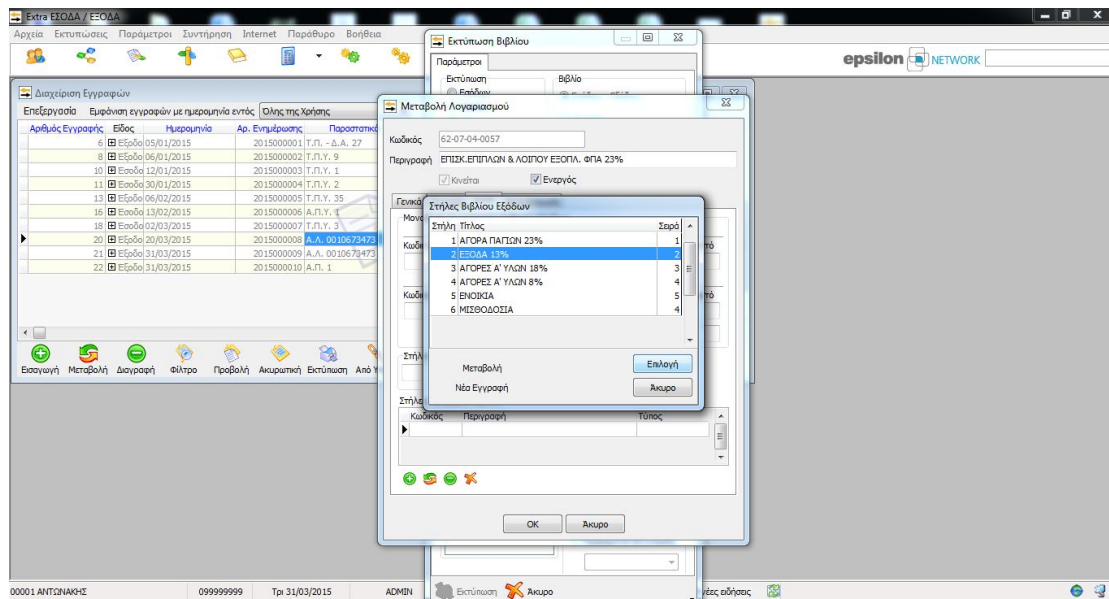 Extra ΕΣΟΔΑ / ΕΞΟΔΑ
Αρχεία Εκτυπώσεις Παράμετροι Συντήρηση Internet Παράθυρο Βοήθεια
epsilon NETWORK
Διαχείριση Εγγραφών
Επεξεργασία Εμφάνιση εγγραφών με ημερομηνία εντός Όλης της Χρήσης
Αριθμός Εγγραφής Είδος Ημερομηνία Αρ. Ενημέρωσης Παραστατικό
6 Έξοδο 05/01/2015 2015000001 Τ.Π. - Δ.Α. 27
8 Έξοδο 06/01/2015 2015000002 Τ.Π.Υ. 9
10 Έσοδο 12/01/2015 2015000003 Τ.Π.Υ. 1
11 Έσοδο 30/01/2015 2015000004 Τ.Π.Υ. 2
13 Έξοδο 06/02/2015 2015000005 Τ.Π.Υ. 35
16 Έσοδο 13/02/2015 2015000006 Α.Π.Υ. 1
18 Έσοδο 02/03/2015 2015000007 Τ.Π.Υ. 3
20 Έξοδο 20/03/2015 2015000008 Α.Λ. 0010673473
21 Έξοδο 31/03/2015 2015000009 Α.Λ. 0010673473
22 Έξοδο 31/03/2015 2015000010 Α.Π. 1
Εισαγωγή Μεταβολή Διαγραφή Φίλτρο Προβολή Ακυρωτική Εκτύπωση Από Υ
Εκτύπωση Βιβλίου
Παράμετροι
Εκτύπωση Βιβλίο
Μεταβολή Λογαριασμού
Κωδικός 62-07-04-0057
Περιγραφή ΕΠΙΣΚ.ΕΠΙΠΛΩΝ & ΛΟΙΠΟΥ ΕΞΟΠΛ. ΦΠΑ 23%
Κινείται Ενεργός
Στήλες Βιβλίου Εξόδων
Στήλη Τίτλος Σειρά
1 ΑΓΟΡΑ ΠΑΓΙΩΝ 23% 1
2 ΕΞΟΔΑ 13% 2
3 ΑΓΟΡΕΣ Α' ΥΛΩΝ 18% 3
4 ΑΓΟΡΕΣ Α' ΥΛΩΝ 8% 4
5 ΕΝΟΙΚΙΑ 5
6 ΜΙΣΘΟΔΟΣΙΑ 4
Μεταβολή Επιλογή
Νέα Εγγραφή Άκυρο
Κωδικός Περιγραφή Τύπος
OK Άκυρο
Εκτύπωση Άκυρο
00001 ΑΝΤΩΝΑΚΗΣ 099999999 Τρι 31/03/2015 ADMIN νέες ειδήσεις